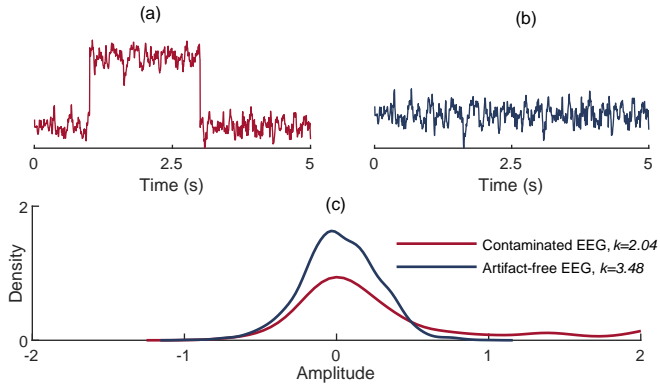 (a)
(b)
0
2.5
5
Time (s)
0
2.5
5
Time (s)
(c)
2
Density
0
Contaminated EEG, k=2.04
Artifact-free EEG, k=3.48
-2
-1
0
1
2
Amplitude